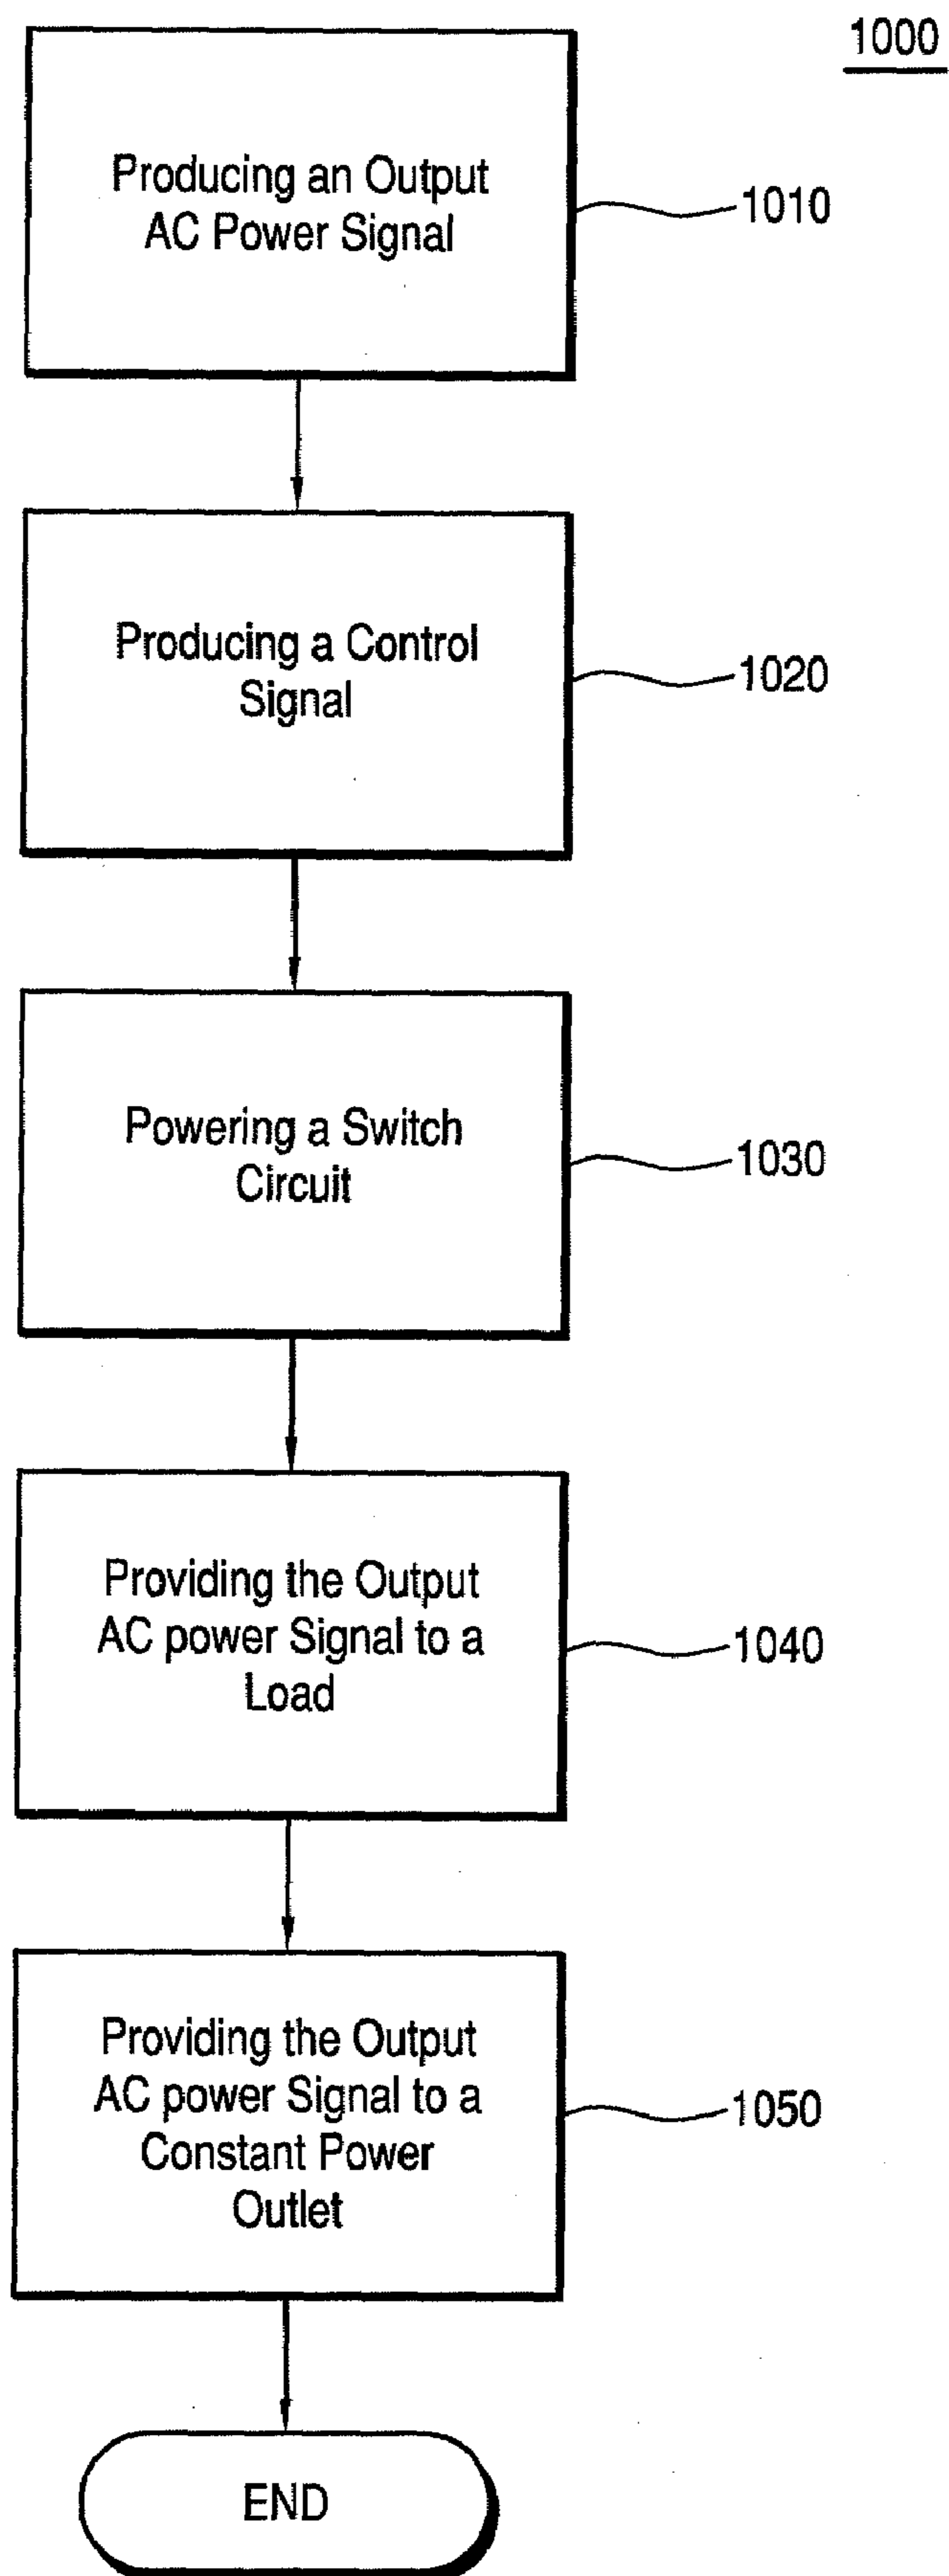 1000
Producing an Output
AC Power Signal
1010
Producing a Control
Signal
1020
Powering a Switch
Circuit
1030
Providing the Output
AC power Signal to a
Load
1040
Providing the Output
AC power Signal to a
Constant Power
Outlet
1050
END